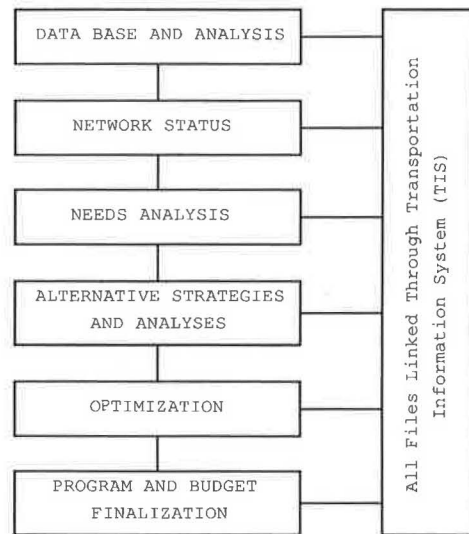 DATA BASE AND ANALYSIS
NETWORK STATUS
NEEDS ANALYSIS
ALTERNATIVE STRATEGIES
AND ANALYSES
OPTIMIZATION
PROGRAM AND BUDGET
FINALIZATION
All Files Linked Through Transportation
Information System (TIS)